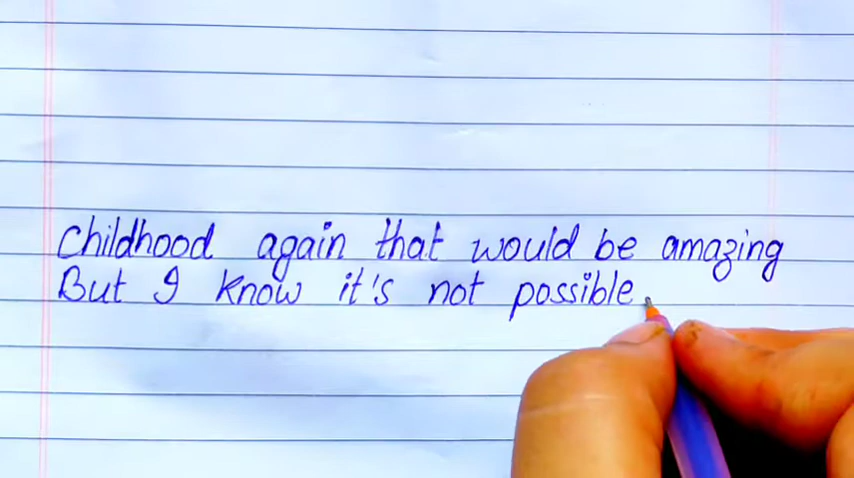 Childhood again that would be amazing
But I know it's not possible.